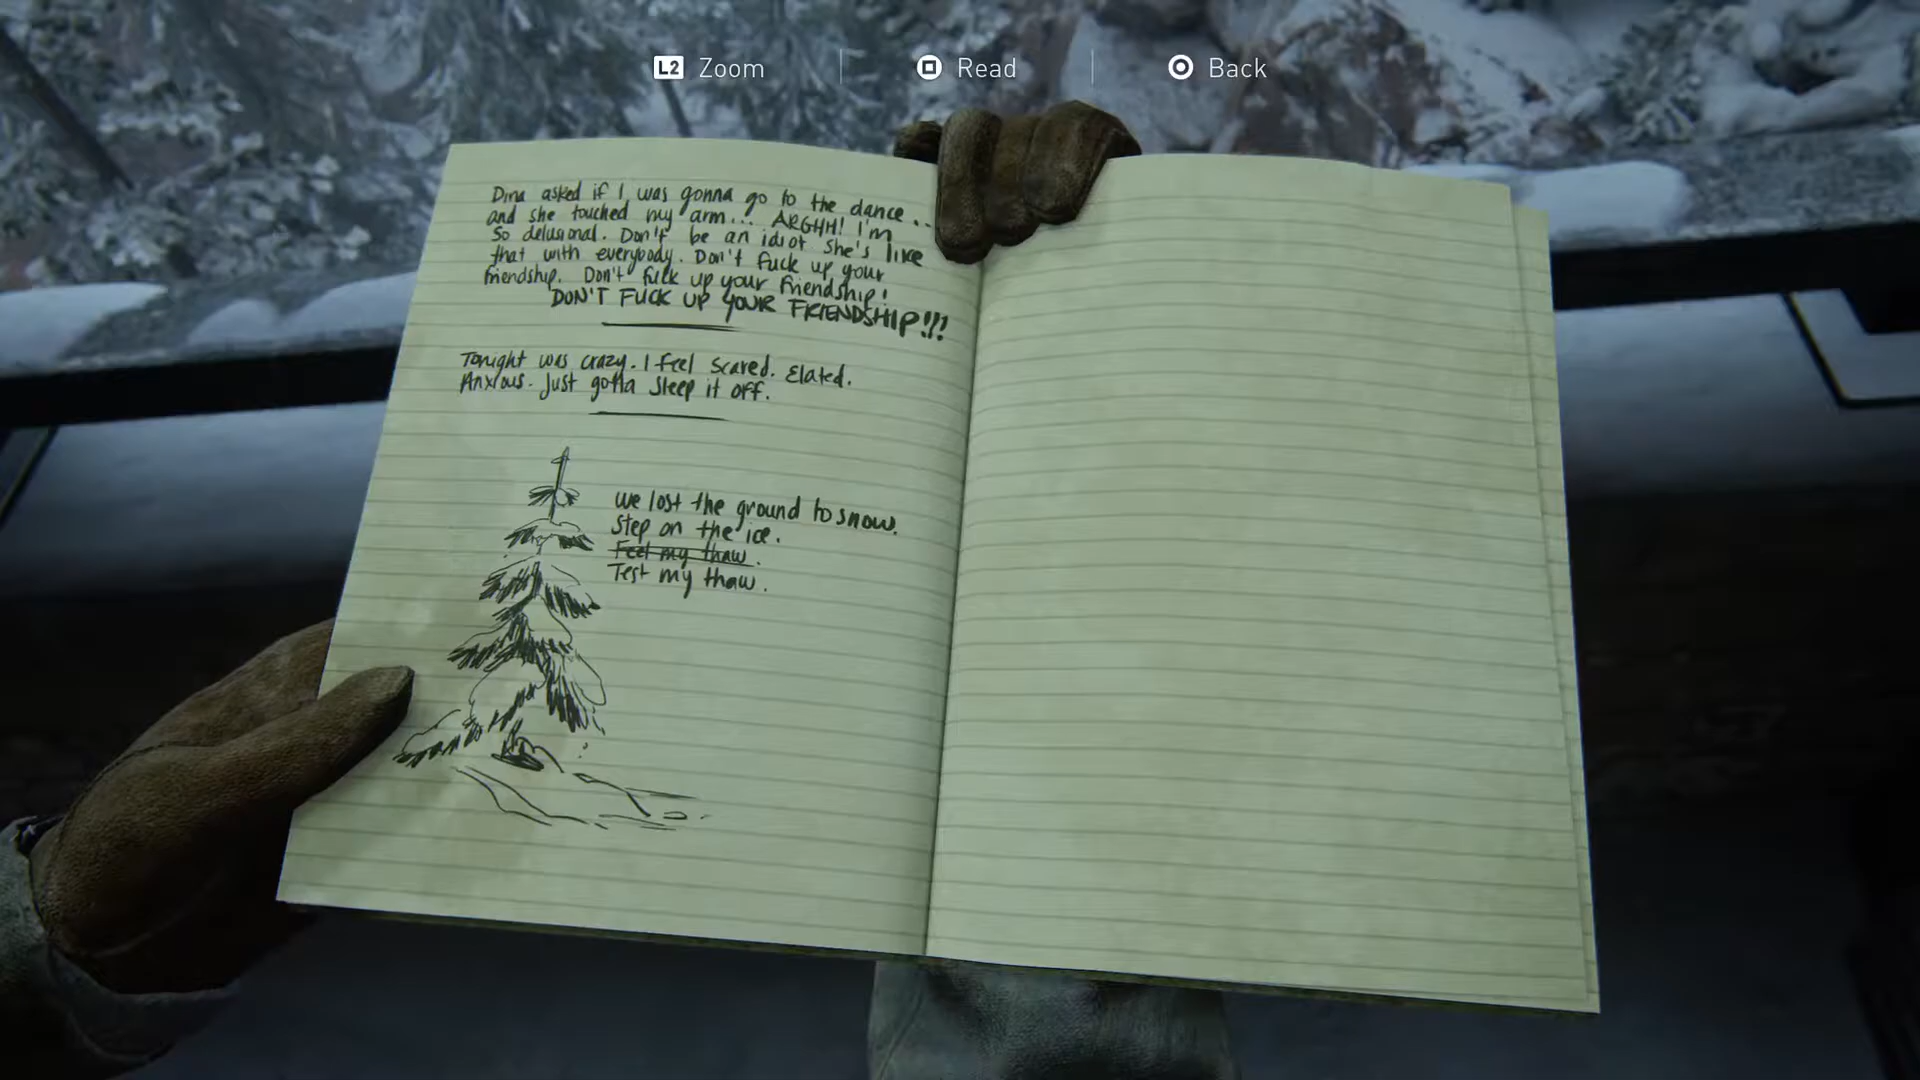 L2 Zoom Read Back
Dina asked if I was gonna go to the dance...
and she touched my arm... ARGHH! I'm
so delusional. Don't be an idiot. She's like
that with everybody. Don't fuck up your
friendship. Don't fuck up your friendship!
DON'T FUCK UP YOUR FRIENDSHIP!!!
Tonight was crazy. I feel scared. Elated.
Anxious. Just gotta sleep it off.
We lost the ground to snow.
Step on the ice.
Feel my thaw.
Test my thaw.